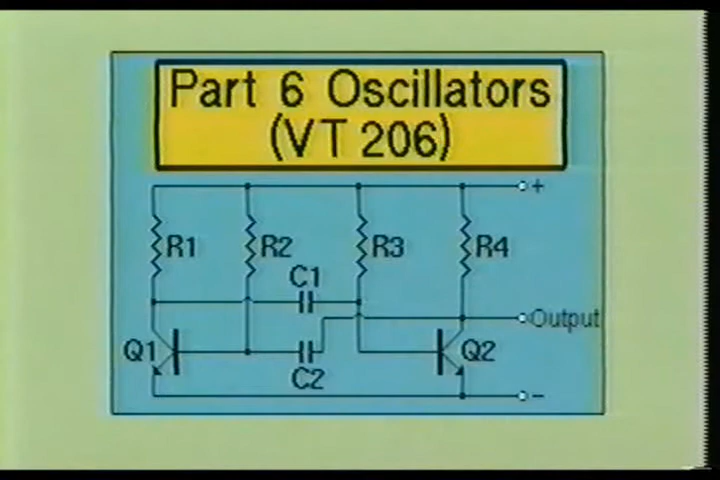 Part 6 Oscillators
(VT 206)
+
R1 R2 R3 R4
C1
Output
Q1 Q2
C2
-